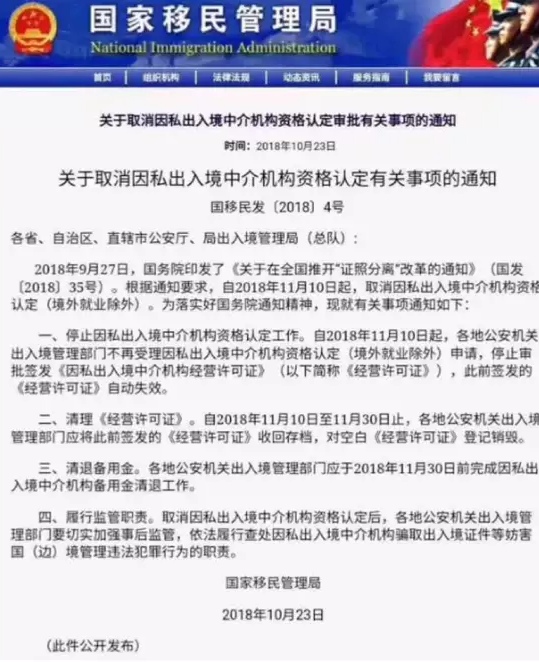 国家移民管理局
National Immigration Administration
首页 组织机构 法律法规 动态资讯 服务指南 我要留言
关于取消因私出入境中介机构资格认定审批有关事项的通知
时间：2018年10月23日
关于取消因私出入境中介机构资格认定有关事项的通知
国移民发〔2018〕4号
各省、自治区、直辖市公安厅、局出入境管理局（总队）：
2018年9月27日，国务院印发了《关于在全国推开“证照分离”改革的通知》（国发
〔2018〕35号）。根据通知要求，自2018年11月10日起，取消因私出入境中介机构资格
认定（境外就业除外）。为落实好国务院通知精神，现就有关事项通知如下：
一、停止因私出入境中介机构资格认定工作。自2018年11月10日起，各地公安机关
出入境管理部门不再受理因私出入境中介机构资格认定（境外就业除外）申请，停止审
批签发《因私出入境中介机构经营许可证》（以下简称《经营许可证》），此前签发的
《经营许可证》自动失效。
二、清理《经营许可证》。自2018年11月10日至11月30日止，各地公安机关出入境
管理部门应将此前签发的《经营许可证》收回存档，对空白《经营许可证》登记销毁。
三、清退备用金。各地公安机关出入境管理部门应于2018年11月30日前完成因私出
入境中介机构备用金清退工作。
四、履行监管职责。取消因私出入境中介机构资格认定后，各地公安机关出入境管
理部门要切实加强事后监管，依法履行查处因私出入境中介机构骗取出入境证件等妨害
国（边）境管理违法犯罪行为的职责。
国家移民管理局
2018年10月23日
（此件公开发布）